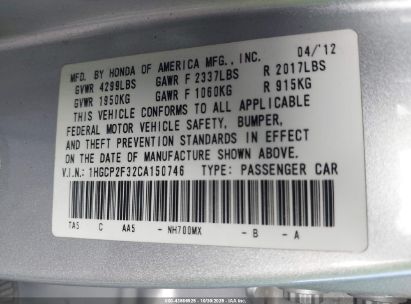 MFD. BY HONDA OF AMERICA MFG., INC. 04/'12
GVWR 4299LBS GAWR F 2337LBS R 2017LBS
GVWR 1950KG GAWR F 1060KG R 915KG
THIS VEHICLE CONFORMS TO ALL APPLICABLE
FEDERAL MOTOR VEHICLE SAFETY, BUMPER,
AND THEFT PREVENTION STANDARDS IN EFFECT
ON THE DATE OF MANUFACTURE SHOWN ABOVE.
V.I.N.: 1HGCP2F32CA150746 TYPE: PASSENGER CAR
TA5 C AA5 - NH700MX - B - A